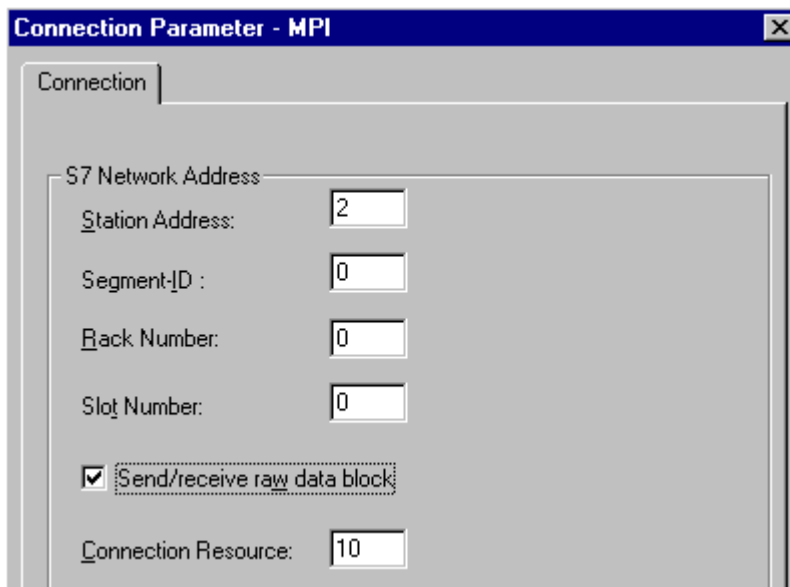 Connection Parameter - MPI
Connection
S7 Network Address
Station Address: 2
Segment-ID : 0
Rack Number: 0
Slot Number: 0
Send/receive raw data block
Connection Resource: 10